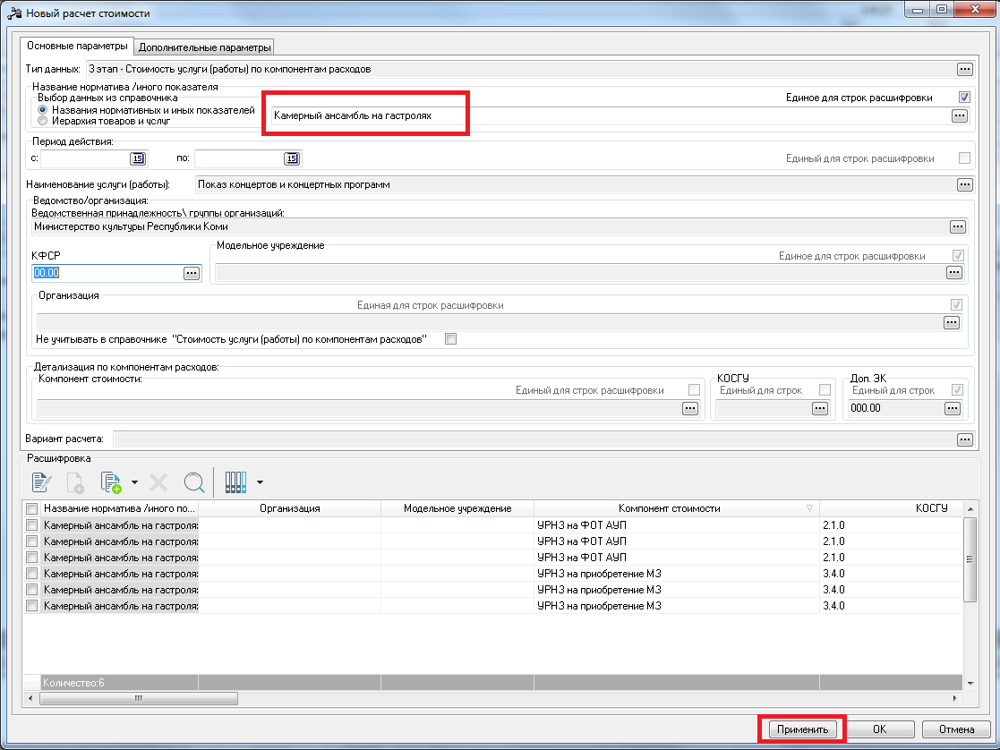 Новый расчет стоимости
Основные параметры
Дополнительные параметры
Тип данных: 3 этап - Стоимость услуги (работы) по компонентам расходов
Название норматива /иного показателя
Выбор данных из справочника
Единое для строк расшифровки
Названия нормативных и иных показателей
Иерархия товаров и услуг
Камерный ансамбль на гастролях
Период действия:
с: 15 по: 15
Единый для строк расшифровки
Наименование услуги (работы): Показ концертов и концертных программ
Ведомство/организация:
Ведомственная принадлежность\ группы организаций:
Министерство культуры Республики Коми
КФСР
00.00
Модельное учреждение
Единое для строк расшифровки
Организация
Единая для строк расшифровки
Не учитывать в справочнике "Стоимость услуги (работы) по компонентам расходов"
Детализация по компонентам расходов:
Компонент стоимости:
Единый для строк расшифровки
КОСГУ
Единый для строк
Доп. ЭК
Единый для строк
000.00
Вариант расчета:
Расшифровка
Название норматива /иного по... Организация Модельное учреждение Компонент стоимости КОСГУ
Камерный ансамбль на гастролях УРНЗ на ФОТ АУП 2.1.0
Камерный ансамбль на гастролях УРНЗ на ФОТ АУП 2.1.0
Камерный ансамбль на гастролях УРНЗ на ФОТ АУП 2.1.0
Камерный ансамбль на гастролях УРНЗ на приобретение МЗ 3.4.0
Камерный ансамбль на гастролях УРНЗ на приобретение МЗ 3.4.0
Камерный ансамбль на гастролях УРНЗ на приобретение МЗ 3.4.0
Количество:6
Применить OK Отмена